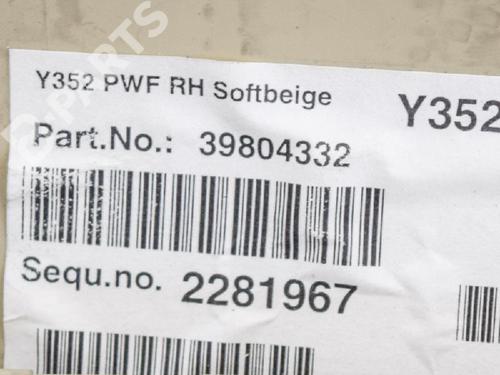 Y352 PWF RH Softbeige
Y352
Part.No.: 39804332
Sequ.no. 2281967